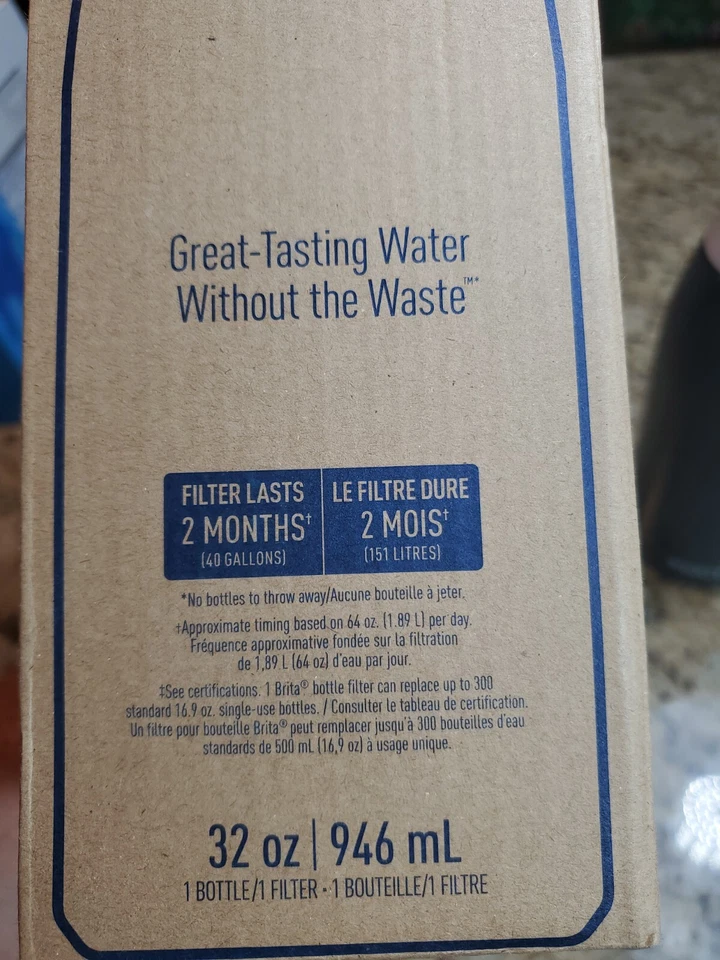 Great-Tasting Water
Without the Waste™*
FILTER LASTS
2 MONTHS†
(40 GALLONS)
LE FILTRE DURE
2 MOIS†
(151 LITRES)
*No bottles to throw away/Aucune bouteille à jeter.
†Approximate timing based on 64 oz. (1.89 L) per day.
Fréquence approximative fondée sur la filtration
de 1,89 L (64 oz) d'eau par jour.
‡See certifications. 1 Brita® bottle filter can replace up to 300
standard 16.9 oz. single-use bottles. / Consulter le tableau de certification.
Un filtre pour bouteille Brita® peut remplacer jusqu'à 300 bouteilles d'eau
standards de 500 mL (16,9 oz) à usage unique.
32 oz | 946 mL
1 BOTTLE/1 FILTER · 1 BOUTEILLE/1 FILTRE